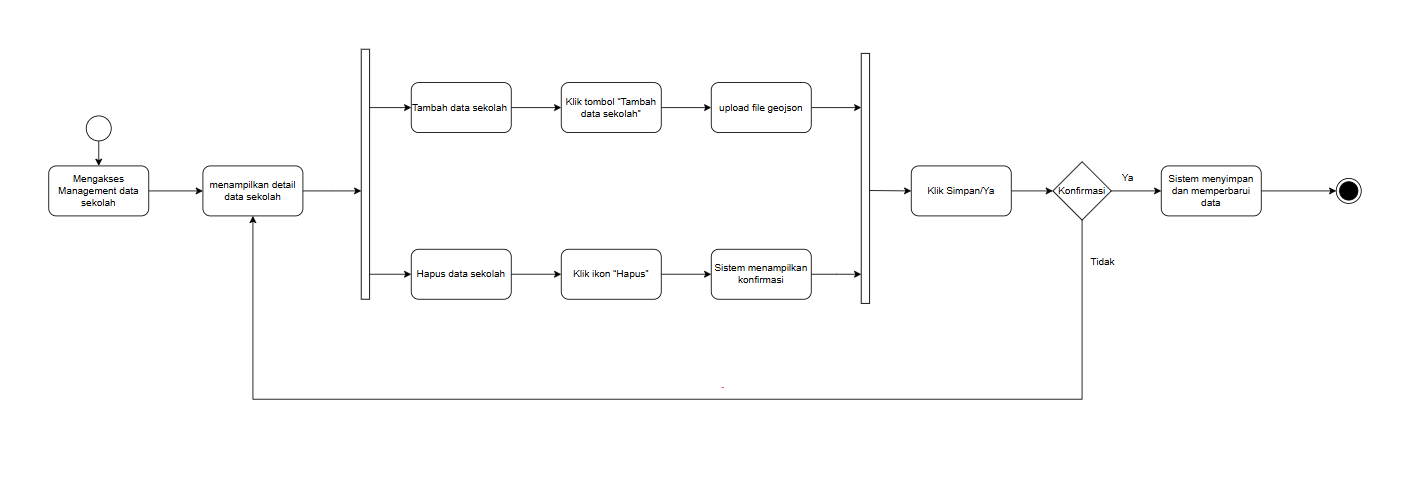 Mengakses
Management data
sekolah
menampilkan detail
data sekolah
Tambah data sekolah
Klik tombol "Tambah
data sekolah"
upload file geojson
Hapus data sekolah
Klik ikon "Hapus"
Sistem menampilkan
konfirmasi
Klik Simpan/Ya
Konfirmasi
Ya
Tidak
Sistem menyimpan
dan memperbarui
data